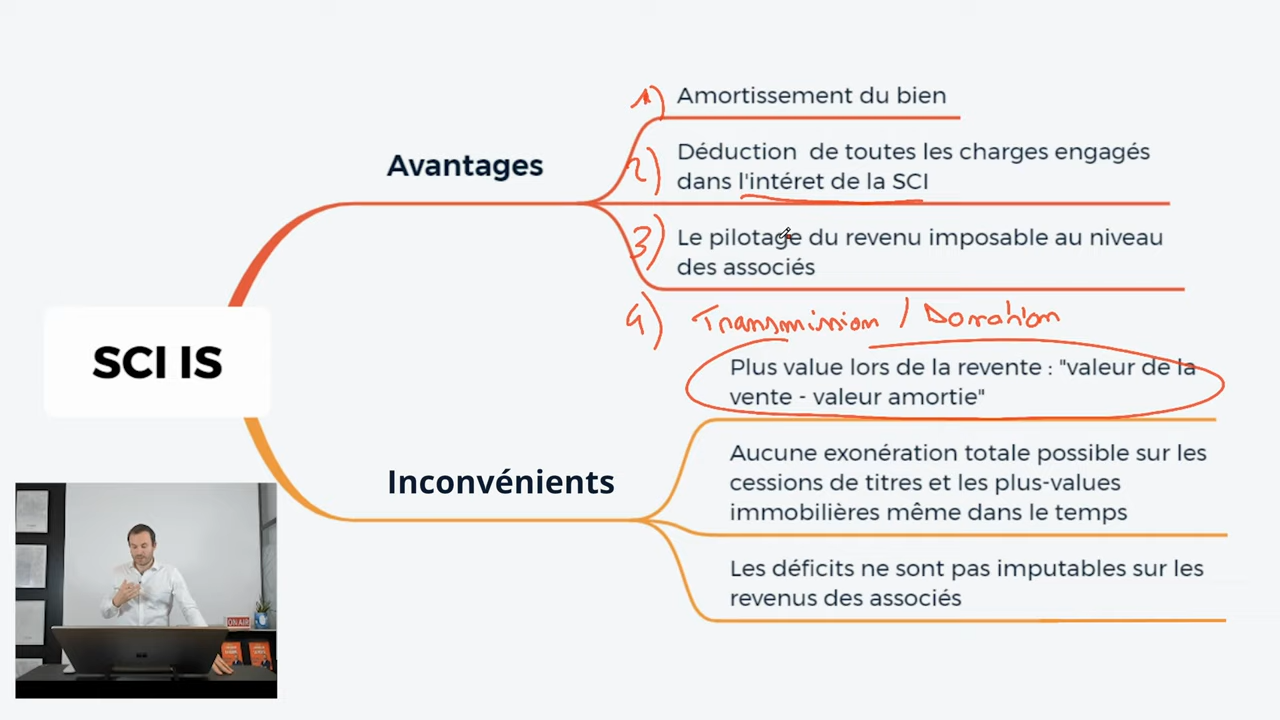 SCI IS
Avantages
1) Amortissement du bien
2) Déduction de toutes les charges engagés
dans l'intéret de la SCI
3) Le pilotage du revenu imposable au niveau
des associés
4) Transmission / Donation
Inconvénients
Plus value lors de la revente : "valeur de la
vente - valeur amortie"
Aucune exonération totale possible sur les
cessions de titres et les plus-values
immobilières même dans le temps
Les déficits ne sont pas imputables sur les
revenus des associés
ON AIR